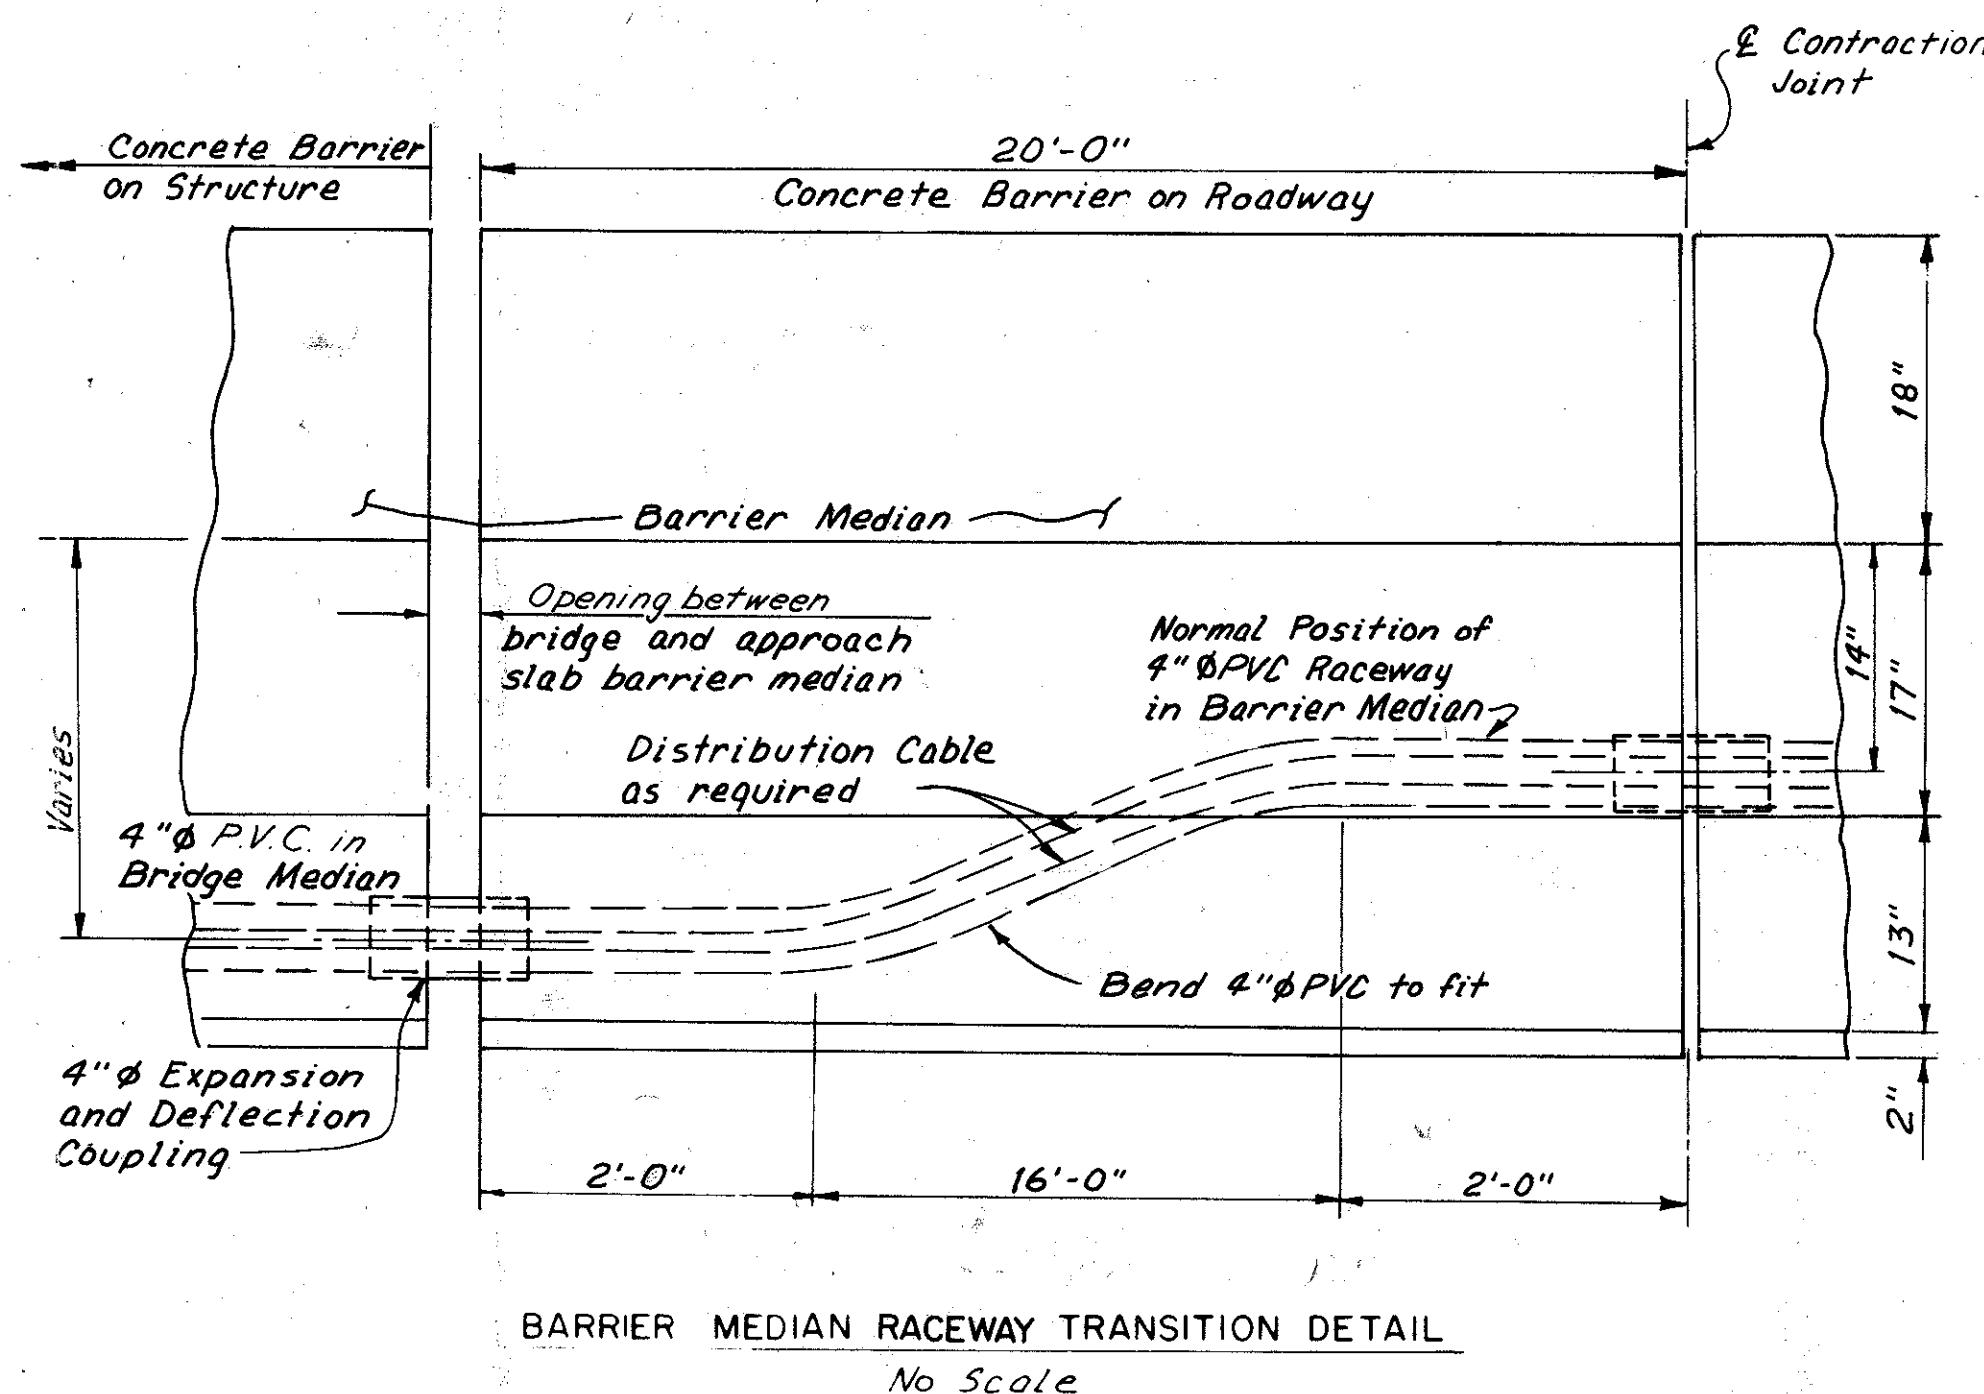 ℄ Contraction
Joint
Concrete Barrier
on Structure
20'-0"
Concrete Barrier on Roadway
18"
Barrier Median
Opening between
bridge and approach
slab barrier median
Normal Position of
4"ϕ PVC Raceway
in Barrier Median
14"
17"
Varies
Distribution Cable
as required
4"ϕ P.V.C. in
Bridge Median
13"
Bend 4"ϕ PVC to fit
4"ϕ Expansion
and Deflection
Coupling
2"
2'-0"
16'-0"
2'-0"
BARRIER MEDIAN RACEWAY TRANSITION DETAIL
No Scale